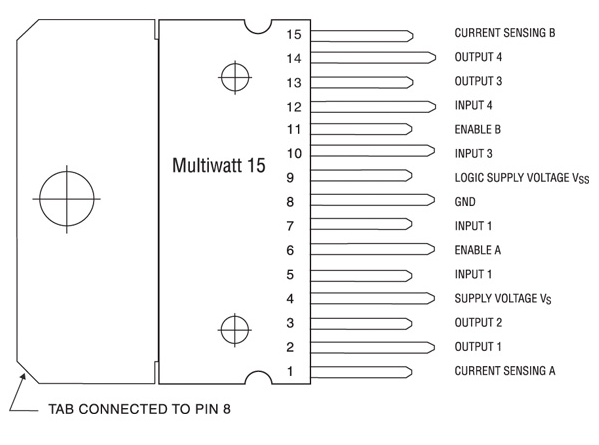 15 CURRENT SENSING B
14 OUTPUT 4
13 OUTPUT 3
12 INPUT 4
11 ENABLE B
10 INPUT 3
Multiwatt 15
9 LOGIC SUPPLY VOLTAGE VSS
8 GND
7 INPUT 1
6 ENABLE A
5 INPUT 1
4 SUPPLY VOLTAGE VS
3 OUTPUT 2
2 OUTPUT 1
1 CURRENT SENSING A
TAB CONNECTED TO PIN 8